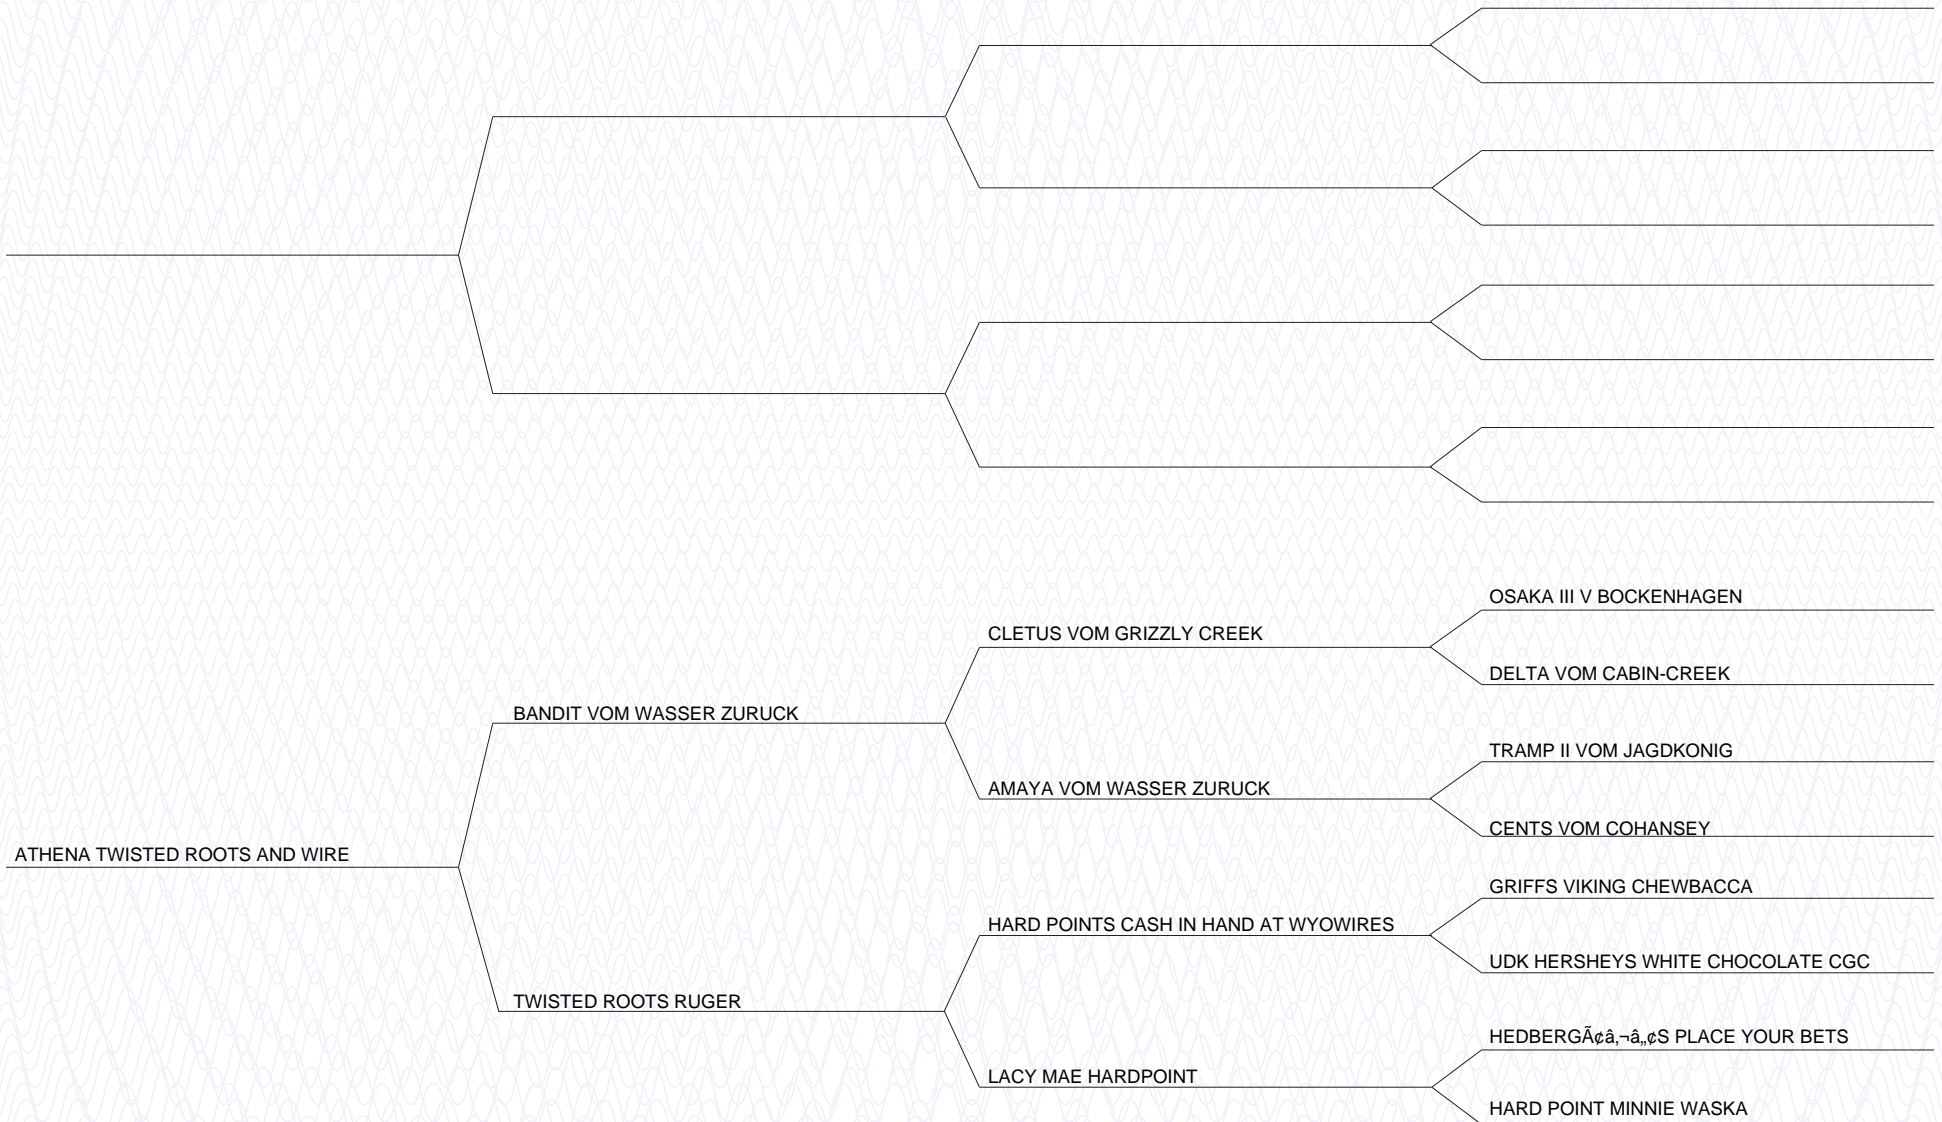 OSAKA III V BOCKENHAGEN
CLETUS VOM GRIZZLY CREEK
DELTA VOM CABIN-CREEK
BANDIT VOM WASSER ZURUCK
TRAMP II VOM JAGDKONIG
AMAYA VOM WASSER ZURUCK
CENTS VOM COHANSEY
ATHENA TWISTED ROOTS AND WIRE
GRIFFS VIKING CHEWBACCA
HARD POINTS CASH IN HAND AT WYOWIRES
UDK HERSHEYS WHITE CHOCOLATE CGC
TWISTED ROOTS RUGER
HEDBERGÃ¢â‚¬â„¢S PLACE YOUR BETS
LACY MAE HARDPOINT
HARD POINT MINNIE WASKA